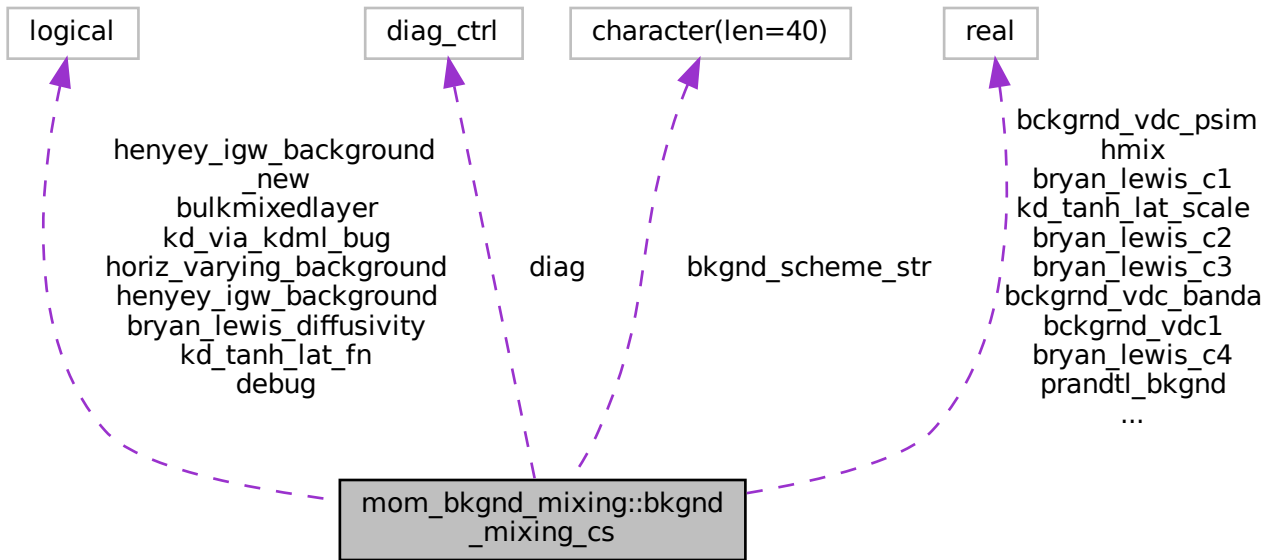 logical
diag_ctrl
character(len=40)
real
henyey_igw_background
_new
bulkmixedlayer
kd_via_kdml_bug
horiz_varying_background
henyey_igw_background
bryan_lewis_diffusivity
kd_tanh_lat_fn
debug
diag
bkgnd_scheme_str
bckgrnd_vdc_psim
hmix
bryan_lewis_c1
kd_tanh_lat_scale
bryan_lewis_c2
bryan_lewis_c3
bckgrnd_vdc_banda
bckgrnd_vdc1
bryan_lewis_c4
prandtl_bkgnd
...
mom_bkgnd_mixing::bkgnd
_mixing_cs